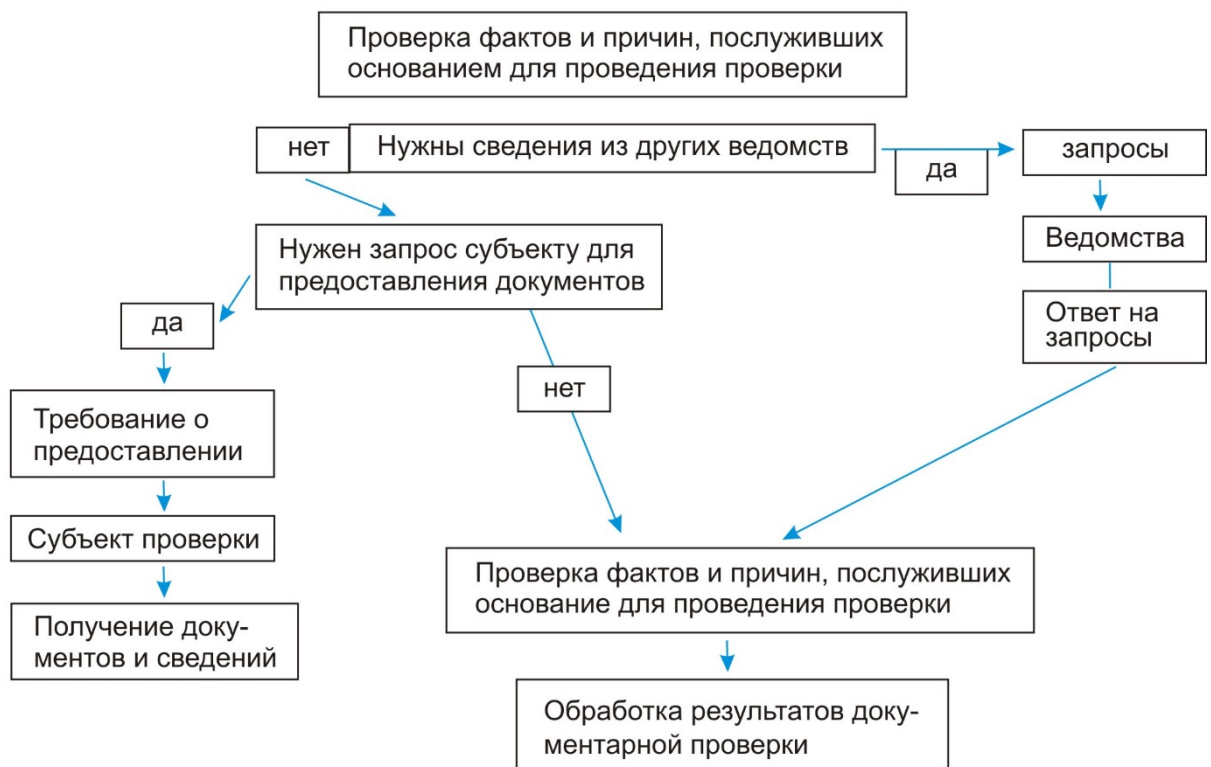 Проверка фактов и причин, послуживших
основанием для проведения проверки
нет
Нужны сведения из других ведомств
да
запросы
Нужен запрос субъекту для
предоставления документов
Ведомства
да
Ответ на
запросы
нет
Требование о
предоставлении
Субъект проверки
Проверка фактов и причин, послуживших
основание для проведения проверки
Получение доку-
ментов и сведений
Обработка результатов доку-
ментарной проверки